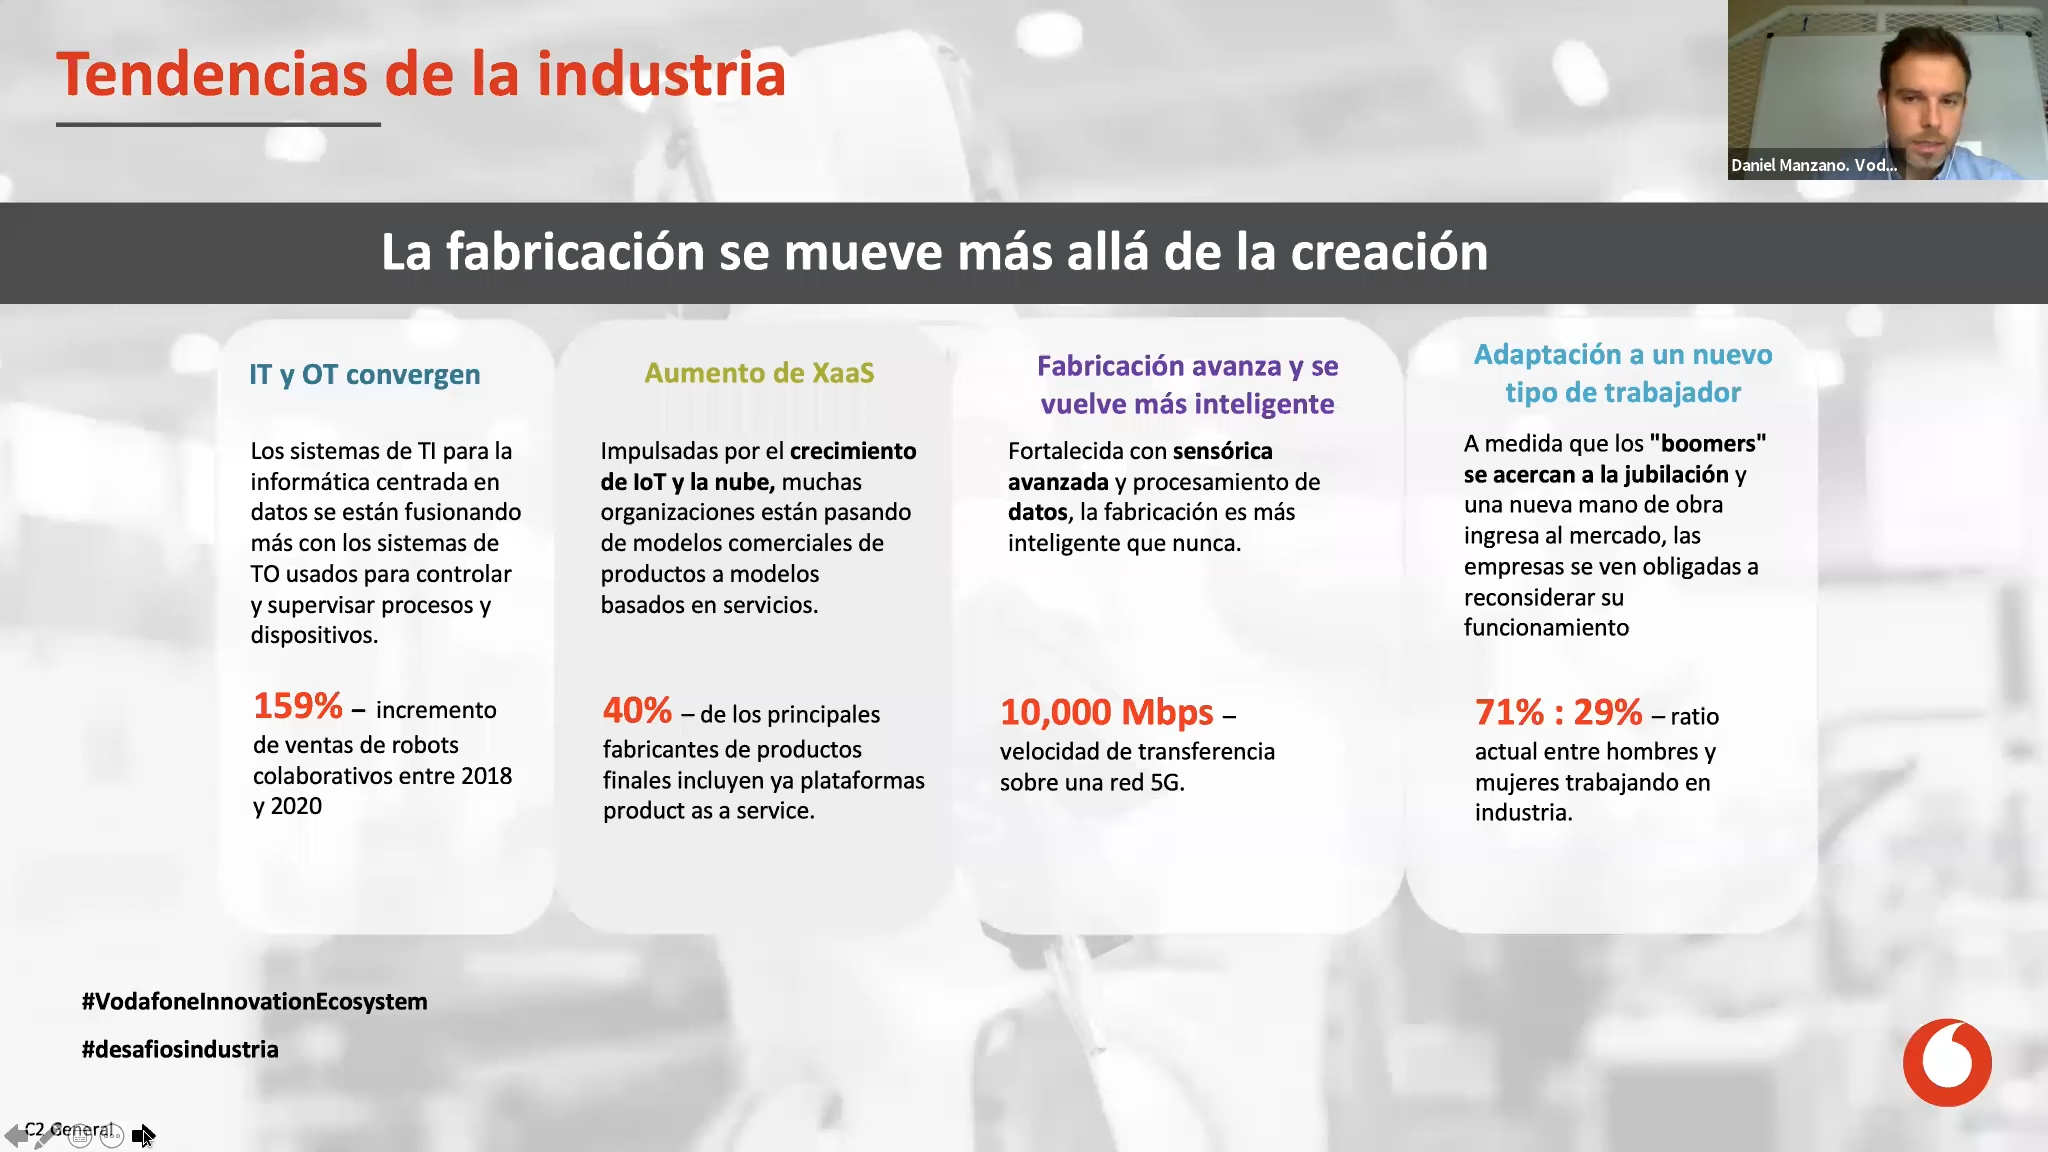 Tendencias de la industria
Daniel Manzano. Vod...
La fabricación se mueve más allá de la creación
IT y OT convergen
Los sistemas de TI para la
informática centrada en
datos se están fusionando
más con los sistemas de
TO usados para controlar
y supervisar procesos y
dispositivos.
159% – incremento
de ventas de robots
colaborativos entre 2018
y 2020
Aumento de XaaS
Impulsadas por el crecimiento
de IoT y la nube, muchas
organizaciones están pasando
de modelos comerciales de
productos a modelos
basados en servicios.
40% – de los principales
fabricantes de productos
finales incluyen ya plataformas
product as a service.
Fabricación avanza y se
vuelve más inteligente
Fortalecida con sensórica
avanzada y procesamiento de
datos, la fabricación es más
inteligente que nunca.
10,000 Mbps –
velocidad de transferencia
sobre una red 5G.
Adaptación a un nuevo
tipo de trabajador
A medida que los "boomers"
se acercan a la jubilación y
una nueva mano de obra
ingresa al mercado, las
empresas se ven obligadas a
reconsiderar su
funcionamiento
71% : 29% – ratio
actual entre hombres y
mujeres trabajando en
industria.
#VodafoneInnovationEcosystem
#desafiosindustria
C2 General